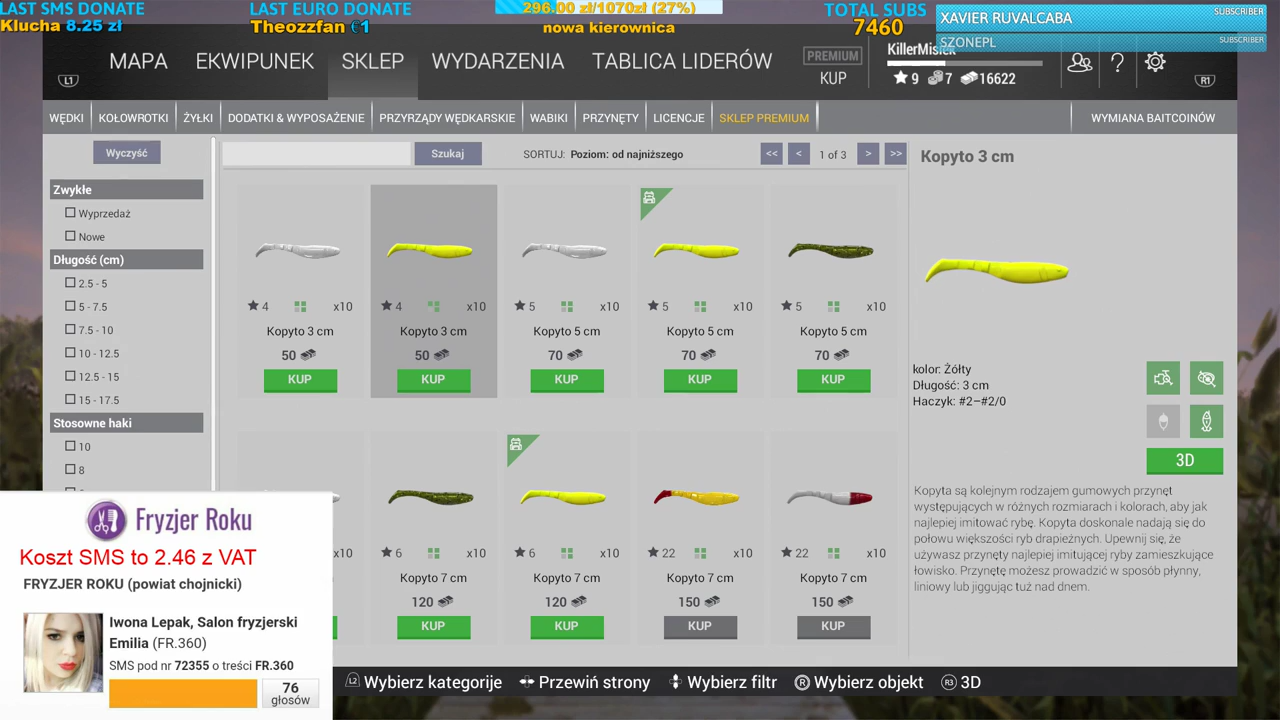 LAST SMS DONATE
Klucha 8.25 zł
LAST EURO DONATE
Theozzfan €1
296.00 zł/1070zł (27%)
nowa kierownica
TOTAL SUBS
7460
XAVIER RUVALCABA
SUBSCRIBER
SZONEPL
SUBSCRIBER
L1
MAPA
EKWIPUNEK
SKLEP
WYDARZENIA
TABLICA LIDERÓW
PREMIUM
KUP
9
7
16622
?
R1
WĘDKI
KOŁOWROTKI
ŻYŁKI
DODATKI & WYPOSAŻENIE
PRZYRZĄDY WĘDKARSKIE
WABIKI
PRZYNĘTY
LICENCJE
SKLEP PREMIUM
WYMIANA BAITCOINÓW
Wyczyść
Szukaj
SORTUJ: Poziom: od najniższego
<<
<
1 of 3
>
>>
Zwykłe
Wyprzedaż
Nowe
Długość (cm)
2.5 - 5
5 - 7.5
7.5 - 10
10 - 12.5
12.5 - 15
15 - 17.5
Stosowne haki
10
8
4 x10
Kopyto 3 cm
50
KUP
4 x10
Kopyto 3 cm
50
KUP
5 x10
Kopyto 5 cm
70
KUP
5 x10
Kopyto 5 cm
70
KUP
5 x10
Kopyto 5 cm
70
KUP
x10
6 x10
Kopyto 7 cm
120
KUP
6 x10
Kopyto 7 cm
120
KUP
22 x10
Kopyto 7 cm
150
KUP
22 x10
Kopyto 7 cm
150
KUP
Kopyto 3 cm
kolor: Żółty
Długość: 3 cm
Haczyk: #2–#2/0
3D
Kopyta są kolejnym rodzajem gumowych przynęt
występujących w różnych rozmiarach i kolorach, aby jak
najlepiej imitować rybę. Kopyta doskonale nadają się do
połowu większości ryb drapieżnych. Upewnij się, że
używasz przynęty najlepiej imitującej ryby zamieszkujące
łowisko. Przynętę możesz prowadzić w sposób płynny,
liniowy lub jiggując tuż nad dnem.
Fryzjer Roku
Koszt SMS to 2.46 z VAT
FRYZJER ROKU (powiat chojnicki)
Iwona Lepak, Salon fryzjerski
Emilia (FR.360)
SMS pod nr 72355 o treści FR.360
76
głosów
L2 Wybierz kategorije
Przewiń strony
Wybierz filtr
R Wybierz objekt
R3 3D